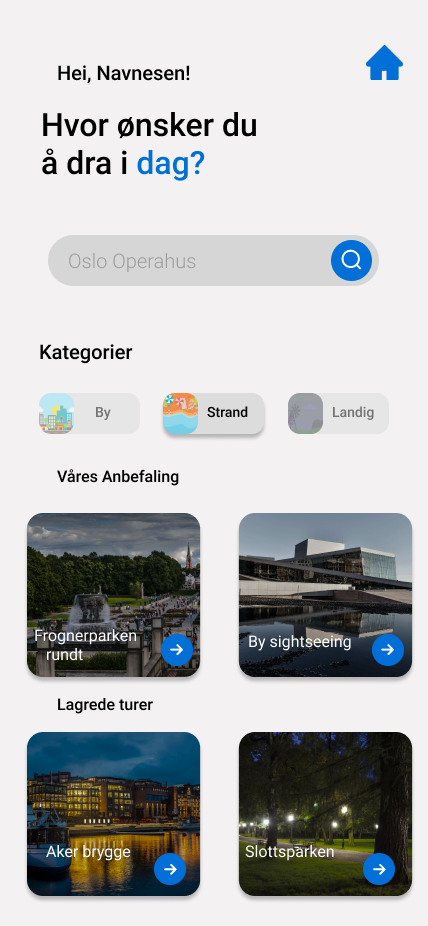 Hei, Navnesen!
Hvor ønsker du
å dra i dag?
Oslo Operahus
Kategorier
By
Strand
Landig
Våres Anbefaling
Frognerparken
rundt
By sightseeing
Lagrede turer
Aker brygge
Slottsparken